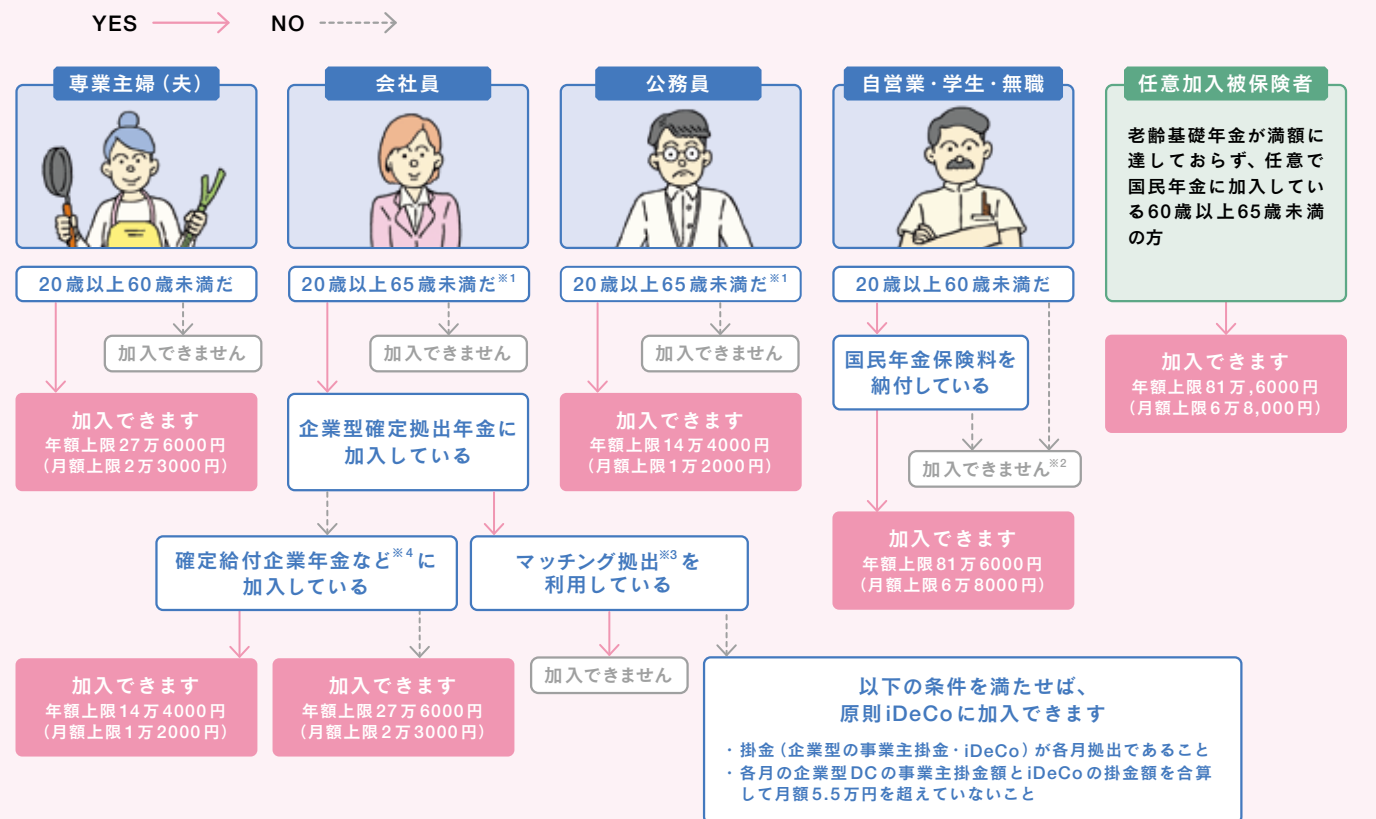 YES
NO
専業主婦（夫）
20歳以上60歳未満だ
加入できません
加入できます
年額上限27万6000円
（月額上限2万3000円）
会社員
20歳以上65歳未満だ※1
加入できません
企業型確定拠出年金に
加入している
確定給付企業年金など※4に
加入している
加入できます
年額上限14万4000円
（月額上限1万2000円）
加入できます
年額上限27万6000円
（月額上限2万3000円）
マッチング拠出※3を
利用している
加入できません
以下の条件を満たせば、
原則iDeCoに加入できます
・掛金（企業型の事業主掛金・iDeCo）が各月拠出であること
・各月の企業型DCの事業主掛金額とiDeCoの掛金額を合算
して月額5.5万円を超えていないこと
公務員
20歳以上65歳未満だ※1
加入できません
加入できます
年額上限14万4000円
（月額上限1万2000円）
自営業・学生・無職
20歳以上60歳未満だ
国民年金保険料を
納付している
加入できません※2
加入できます
年額上限81万6000円
（月額上限6万8000円）
任意加入被保険者
老齢基礎年金が満額に
達しておらず、任意で
国民年金に加入してい
る60歳以上65歳未満
の方
加入できます
年額上限81万,6000円
（月額上限6万8,000円）